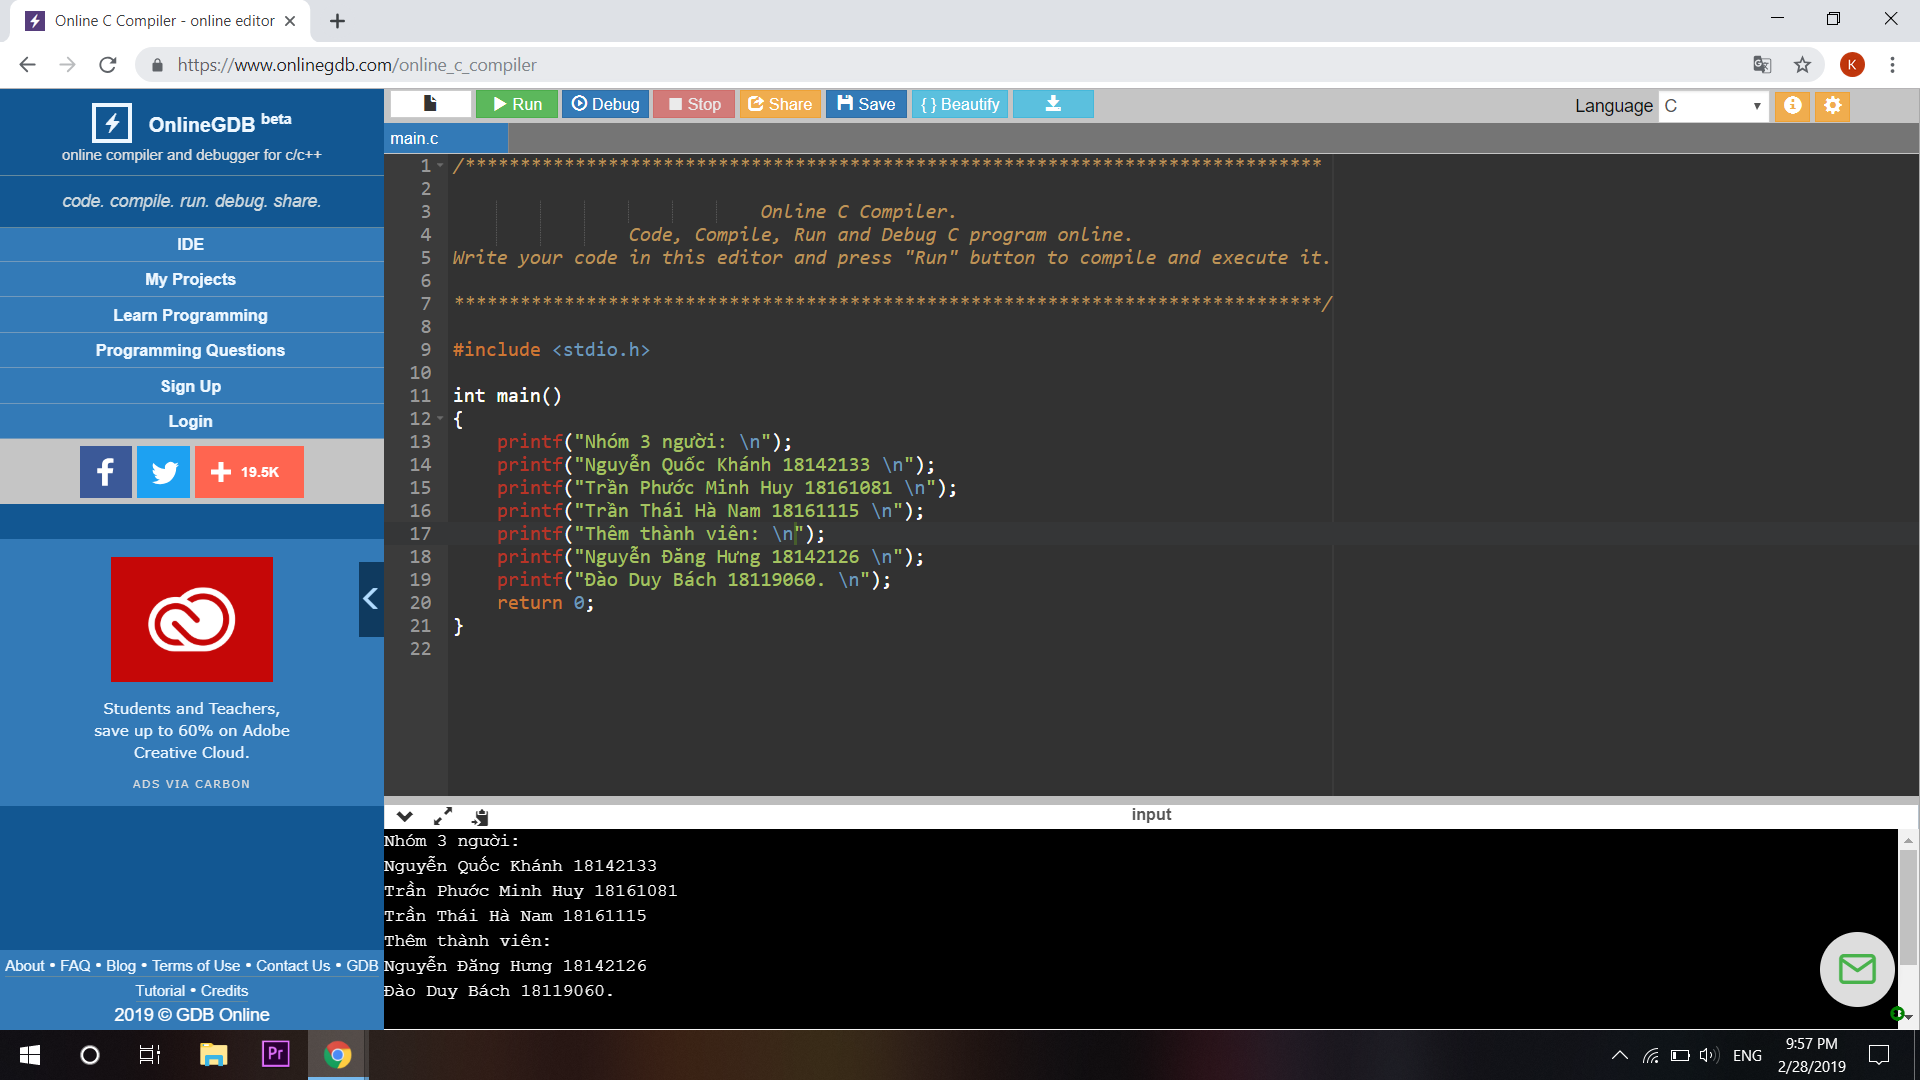 Online C Compiler - online editor
https://www.onlinegdb.com/online_c_compiler
K
OnlineGDB beta
online compiler and debugger for c/c++
code. compile. run. debug. share.
IDE
My Projects
Learn Programming
Programming Questions
Sign Up
Login
19.5K
Students and Teachers,
save up to 60% on Adobe
Creative Cloud.
ADS VIA CARBON
About • FAQ • Blog • Terms of Use • Contact Us • GDB
Tutorial • Credits
2019 © GDB Online
Run Debug Stop Share Save { } Beautify
Language C
main.c
1 /******************************************************************************
2
3 Online C Compiler.
4 Code, Compile, Run and Debug C program online.
5 Write your code in this editor and press "Run" button to compile and execute it.
6
7 *******************************************************************************/
8
9 #include <stdio.h>
10
11 int main()
12 {
13 printf("Nhóm 3 người: \n");
14 printf("Nguyễn Quốc Khánh 18142133 \n");
15 printf("Trần Phước Minh Huy 18161081 \n");
16 printf("Trần Thái Hà Nam 18161115 \n");
17 printf("Thêm thành viên: \n");
18 printf("Nguyễn Đăng Hưng 18142126 \n");
19 printf("Đào Duy Bách 18119060. \n");
20 return 0;
21 }
22
input
Nhóm 3 người:
Nguyễn Quốc Khánh 18142133
Trần Phước Minh Huy 18161081
Trần Thái Hà Nam 18161115
Thêm thành viên:
Nguyễn Đăng Hưng 18142126
Đào Duy Bách 18119060.
Pr
ENG
9:57 PM
2/28/2019